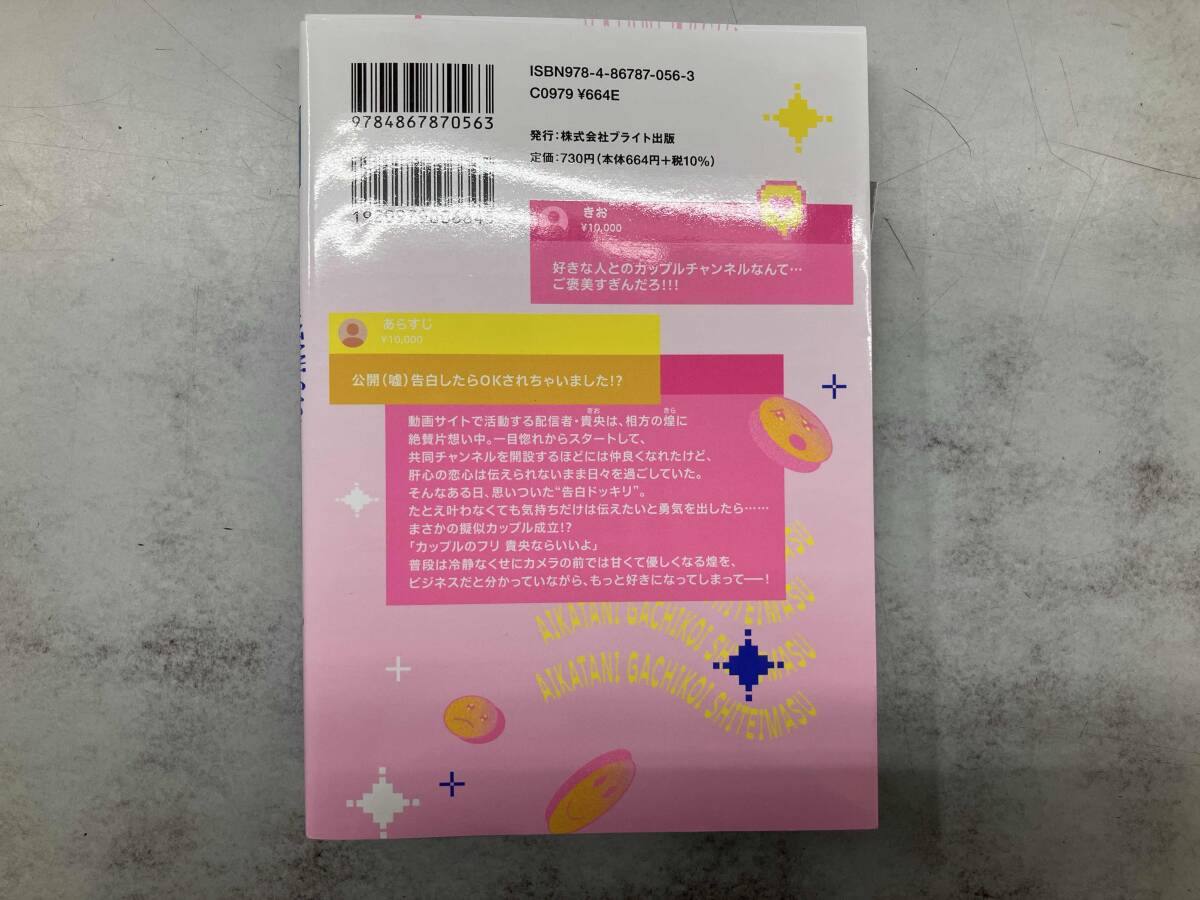 ISBN978-4-86787-056-3
C0979 ¥664E
9784867870563
発行：株式会社ブライト出版
定価：730円(本体664円+税10%)
きお
¥10,000
好きな人とのカップルチャンネルなんて…
ご褒美すぎんだろ!!!
あらすじ
¥10,000
公開(嘘)告白したらOKされちゃいました!?
きお
きら
動画サイトで活動する配信者・貴央は、相方の煌に
絶賛片想い中。一目惚れからスタートして、
共同チャンネルを開設するほどには仲良くなれたけど、
肝心の恋心は伝えられないまま日々を過ごしていた。
そんなある日、思いついた“告白ドッキリ”。
たとえ叶わなくても気持ちだけは伝えたいと勇気を出したら……
まさかの擬似カップル成立!?
「カップルのフリ 貴央ならいいよ」
普段は冷静なくせにカメラの前では甘くて優しくなる煌を、
ビジネスだと分かっていながら、もっと好きになってしまって──！
AIKATANI GACHIKOI SHITEIMASU
AIKATANI GACHIKOI SHITEIMASU